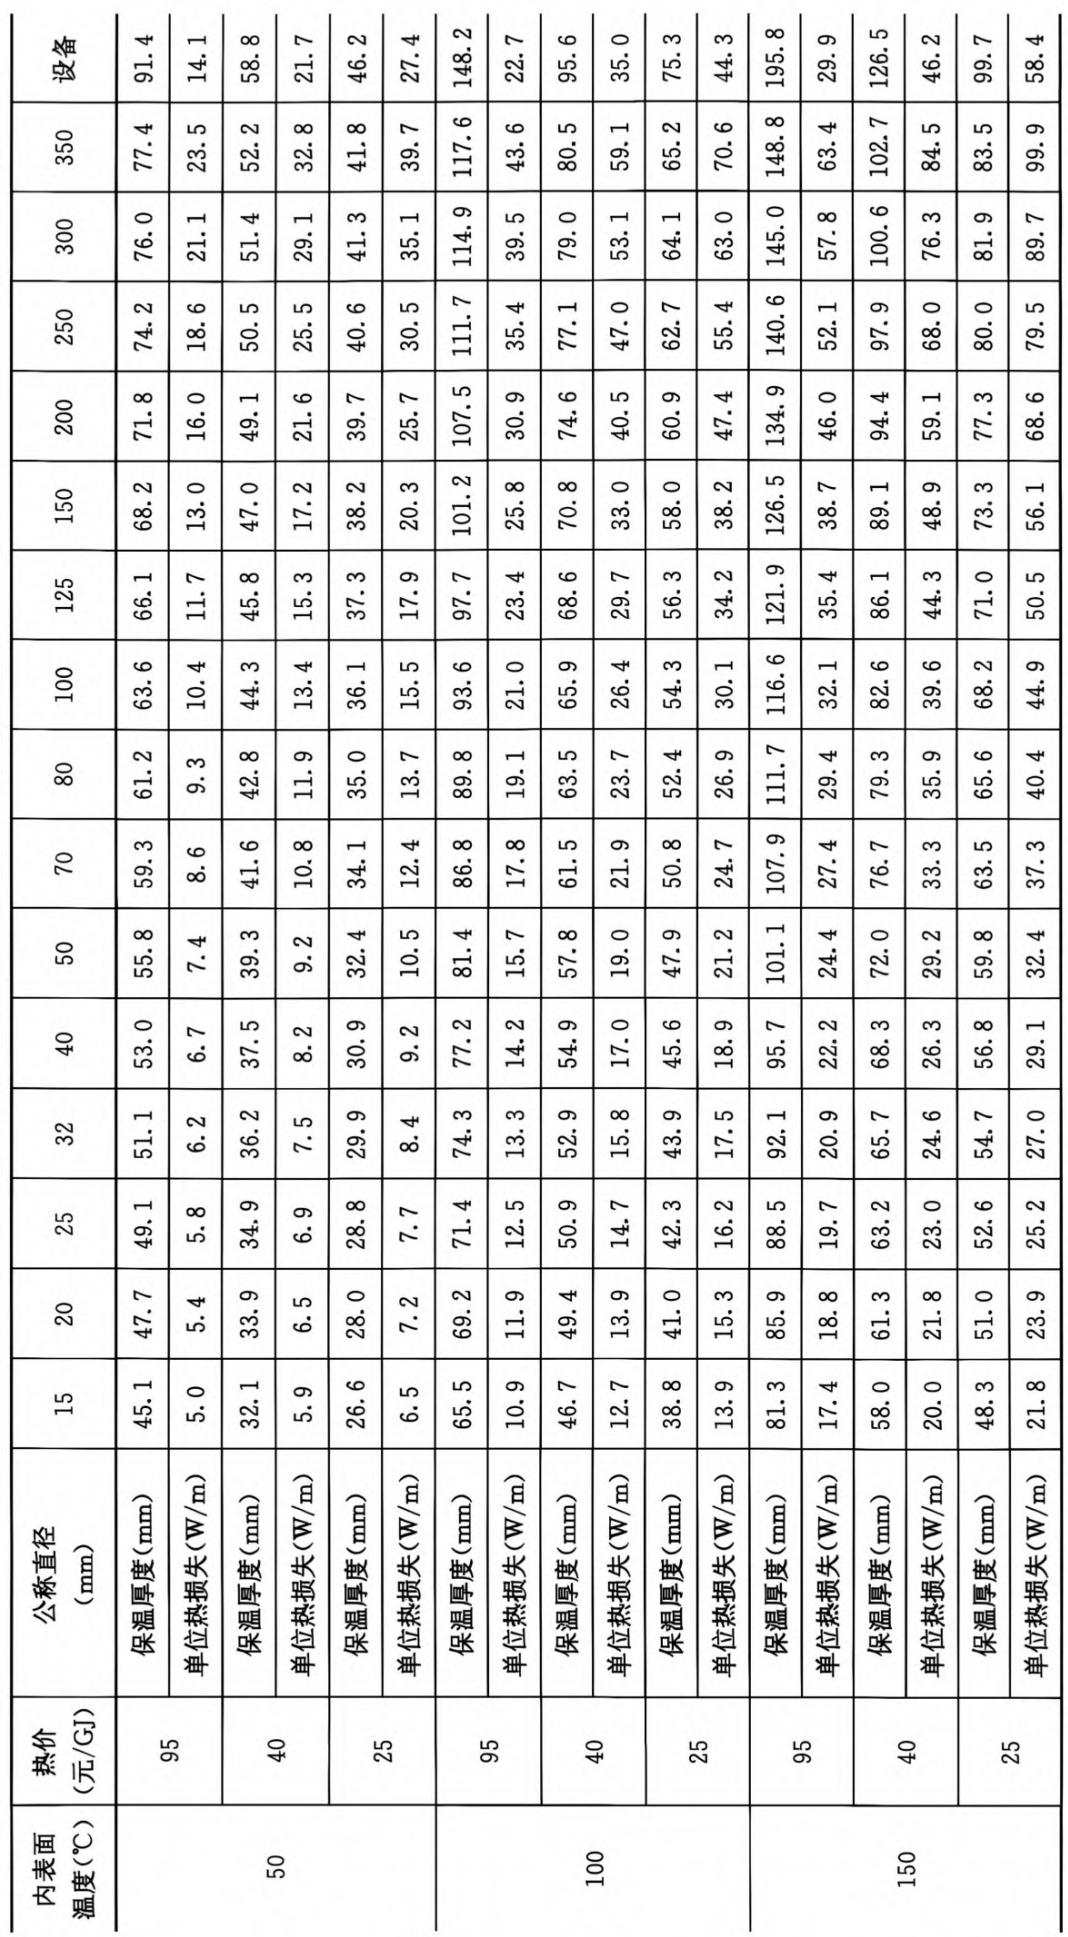 内表面温度(℃) 热价(元/GJ) 公称直径(mm) 15 20 25 32 40 50 70 80 100 125 150 200 250 300 350 设备
50 95 保温厚度(mm) 45.1 47.7 49.1 51.1 53.0 55.8 59.3 61.2 63.6 66.1 68.2 71.8 74.2 76.0 77.4 91.4
单位热损失(W/m) 5.0 5.4 5.8 6.2 6.7 7.4 8.6 9.3 10.4 11.7 13.0 16.0 18.6 21.1 23.5 14.1
40 保温厚度(mm) 32.1 33.9 34.9 36.2 37.5 39.3 41.6 42.8 44.3 45.8 47.0 49.1 50.5 51.4 52.2 58.8
单位热损失(W/m) 5.9 6.5 6.9 7.5 8.2 9.2 10.8 11.9 13.4 15.3 17.2 21.6 25.5 29.1 32.8 21.7
25 保温厚度(mm) 26.6 28.0 28.8 29.9 30.9 32.4 34.1 35.0 36.1 37.3 38.2 39.7 40.6 41.3 41.8 46.2
单位热损失(W/m) 6.5 7.2 7.7 8.4 9.2 10.5 12.4 13.7 15.5 17.9 20.3 25.7 30.5 35.1 39.7 27.4
100 95 保温厚度(mm) 65.5 69.2 71.4 74.3 77.2 81.4 86.8 89.8 93.6 97.7 101.2 107.5 111.7 114.9 117.6 148.2
单位热损失(W/m) 10.9 11.9 12.5 13.3 14.2 15.7 17.8 19.1 21.0 23.4 25.8 30.9 35.4 39.5 43.6 22.7
40 保温厚度(mm) 46.7 49.4 50.9 52.9 54.9 57.8 61.5 63.5 65.9 68.6 70.8 74.6 77.1 79.0 80.5 95.6
单位热损失(W/m) 12.7 13.9 14.7 15.8 17.0 19.0 21.9 23.7 26.4 29.7 33.0 40.5 47.0 53.1 59.1 35.0
25 保温厚度(mm) 38.8 41.0 42.3 43.9 45.6 47.9 50.8 52.4 54.3 56.3 58.0 60.9 62.7 64.1 65.2 75.3
单位热损失(W/m) 13.9 15.3 16.2 17.5 18.9 21.2 24.7 26.9 30.1 34.2 38.2 47.4 55.4 63.0 70.6 44.3
150 95 保温厚度(mm) 81.3 85.9 88.5 92.1 95.7 101.1 107.9 111.7 116.6 121.9 126.5 134.9 140.6 145.0 148.8 195.8
单位热损失(W/m) 17.4 18.8 19.7 20.9 22.2 24.4 27.4 29.4 32.1 35.4 38.7 46.0 52.1 57.8 63.4 29.9
40 保温厚度(mm) 58.0 61.3 63.2 65.7 68.3 72.0 76.7 79.3 82.6 86.1 89.1 94.4 97.9 100.6 102.7 126.5
单位热损失(W/m) 20.0 21.8 23.0 24.6 26.3 29.2 33.3 35.9 39.6 44.3 48.9 59.1 68.0 76.3 84.5 46.2
25 保温厚度(mm) 48.3 51.0 52.6 54.7 56.8 59.8 63.5 65.6 68.2 71.0 73.3 77.3 80.0 81.9 83.5 99.7
单位热损失(W/m) 21.8 23.9 25.2 27.0 29.1 32.4 37.3 40.4 44.9 50.5 56.1 68.6 79.5 89.7 99.9 58.4